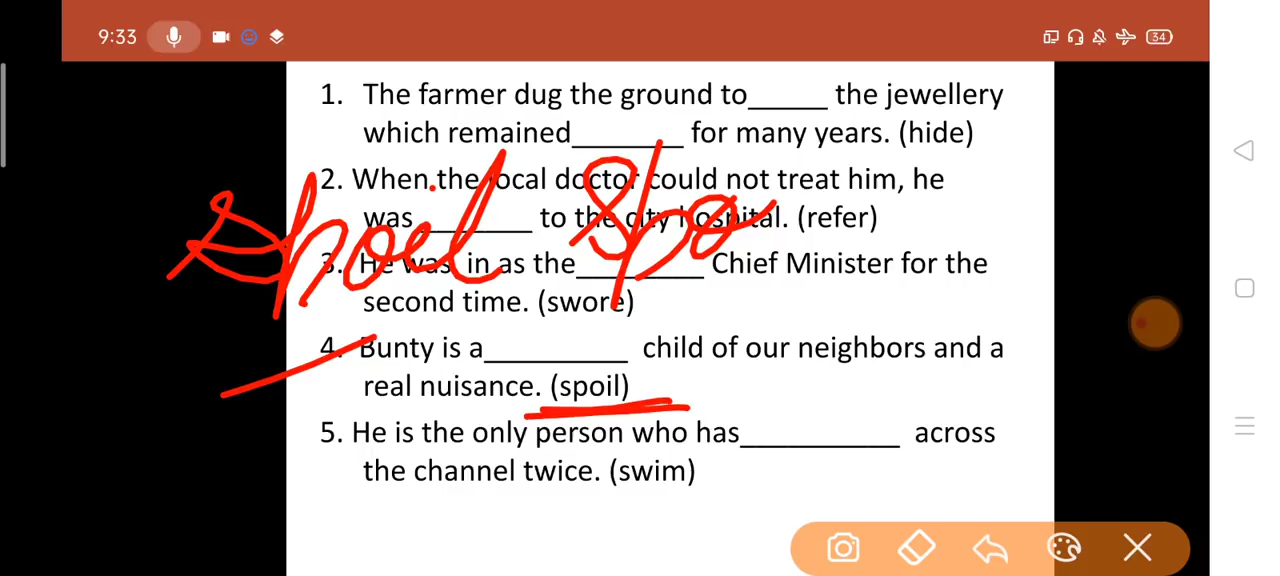 9:33
34
1. The farmer dug the ground to_____ the jewellery
which remained_______ for many years. (hide)
2. When the local doctor could not treat him, he
was________ to the city hospital. (refer)
3. He was in as the________ Chief Minister for the
second time. (swore)
4. Bunty is a_________ child of our neighbors and a
real nuisance. (spoil)
5. He is the only person who has__________ across
the channel twice. (swim)